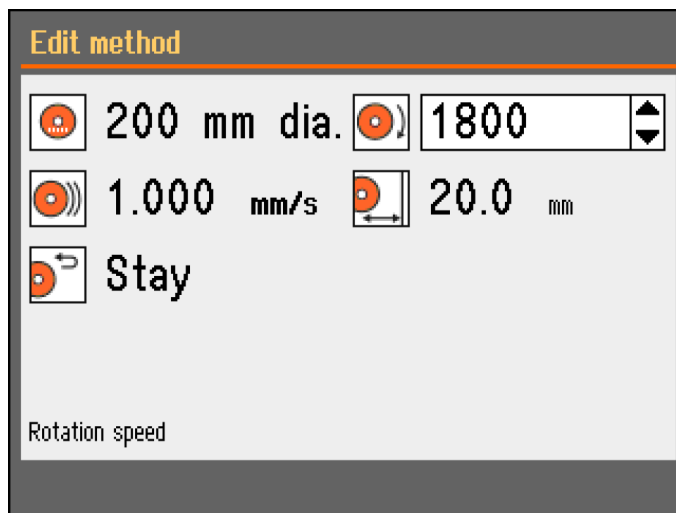 Edit method
200 mm dia. 1800
1.000 mm/s 20.0 mm
Stay
Rotation speed